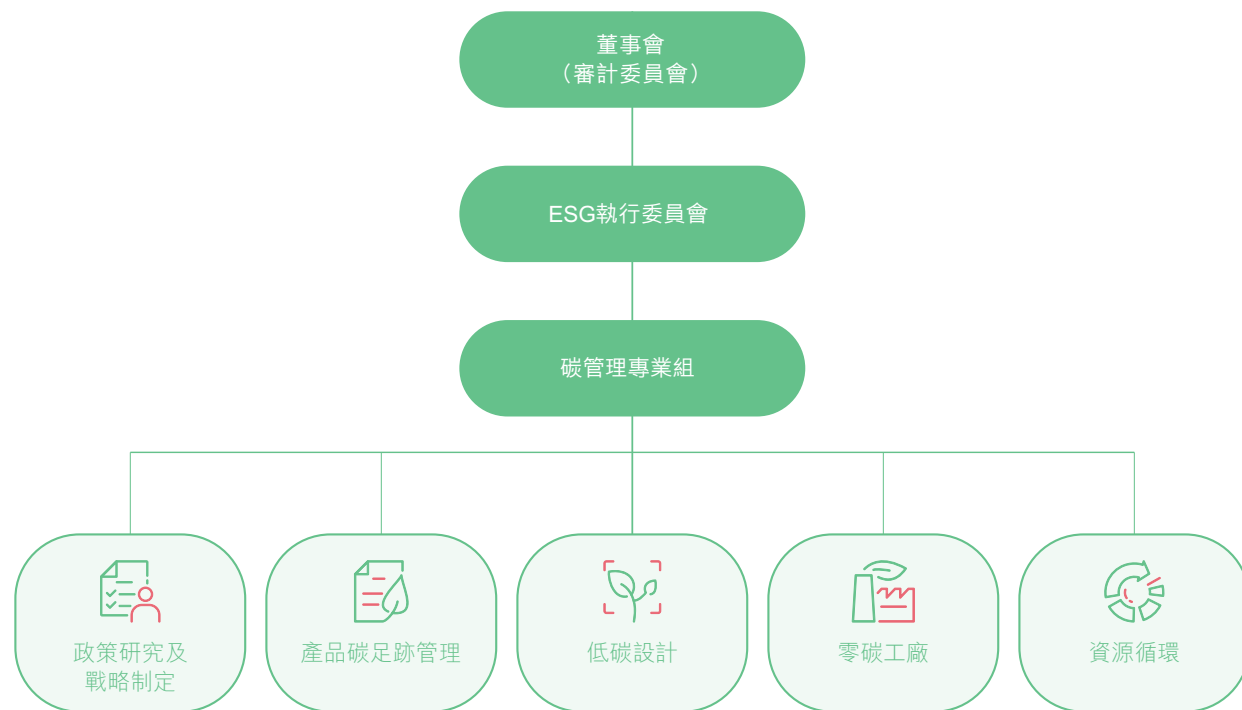 董事會
（審計委員會）
ESG執行委員會
碳管理專業組
政策研究及
戰略制定
產品碳足跡管理
低碳設計
零碳工廠
資源循環